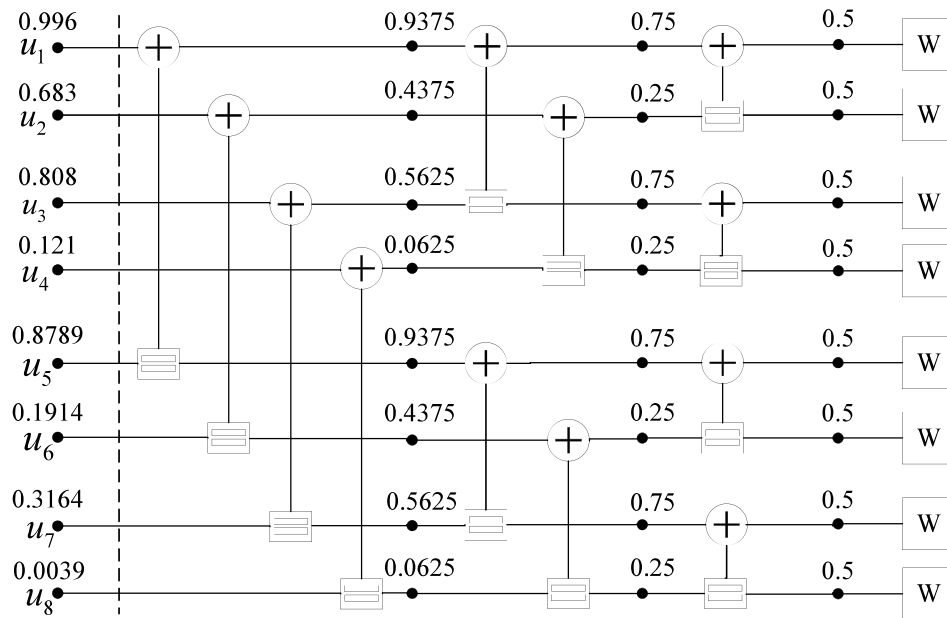 0.996 0.9375 0.75 0.5
u1 + + + W
0.683 0.4375 0.25 0.5
u2 + + W
0.808 0.5625 0.75 0.5
u3 + + W
0.121 0.0625 0.25 0.5
u4 + W
0.8789 0.9375 0.75 0.5
u5 + + W
0.1914 0.4375 0.25 0.5
u6 + W
0.3164 0.5625 0.75 0.5
u7 + W
0.0039 0.0625 0.25 0.5
u8 W